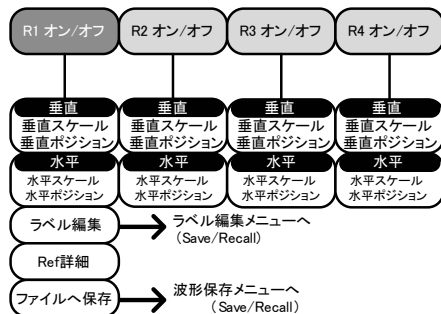 R1 オン/オフ R2 オン/オフ R3 オン/オフ R4 オン/オフ
垂直 垂直 垂直 垂直
垂直スケール 垂直スケール 垂直スケール 垂直スケール
垂直ポジション 垂直ポジション 垂直ポジション 垂直ポジション
水平 水平 水平 水平
水平スケール 水平スケール 水平スケール 水平スケール
水平ポジション 水平ポジション 水平ポジション 水平ポジション
ラベル編集 ラベル編集メニューへ
(Save/Recall)
Ref詳細
ファイルへ保存 波形保存メニューへ
(Save/Recall)